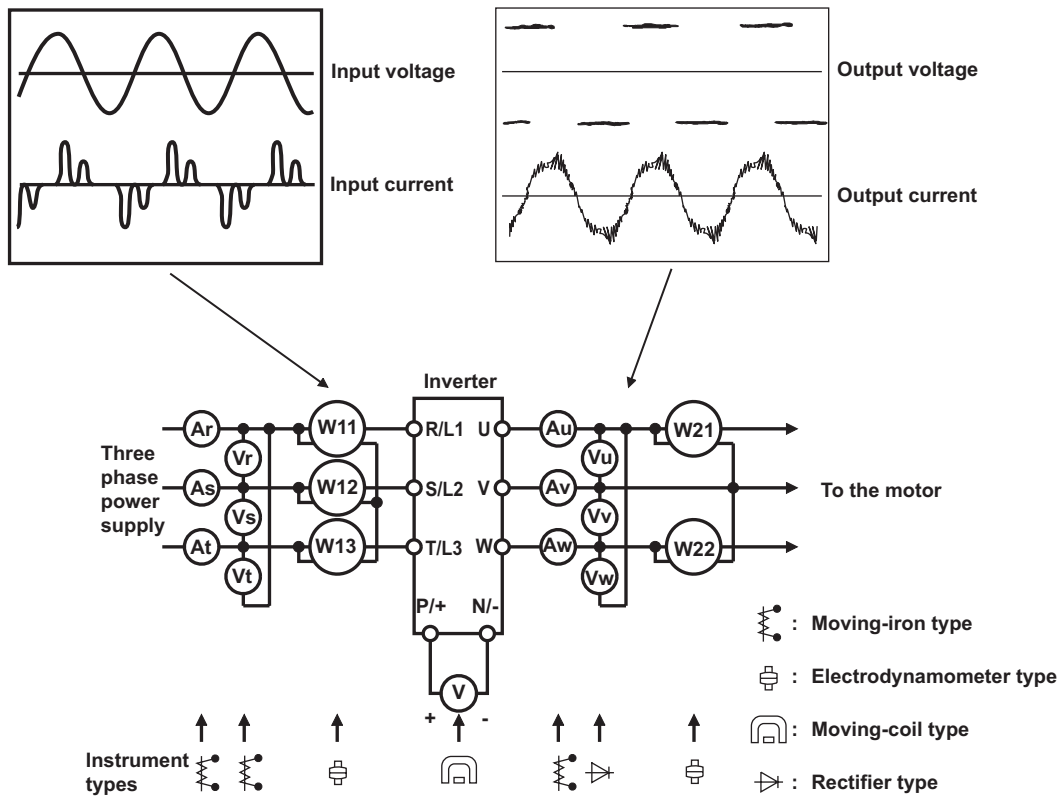 Input voltage
Input current
Output voltage
Output current
Inverter
Three
phase
power
supply
Ar
As
At
Vr
Vs
Vt
W11
W12
W13
R/L1
S/L2
T/L3
U
V
W
P/+
N/-
V
+
-
Au
Av
Aw
Vu
Vv
Vw
W21
W22
To the motor
: Moving-iron type
: Electrodynamometer type
: Moving-coil type
: Rectifier type
Instrument
types